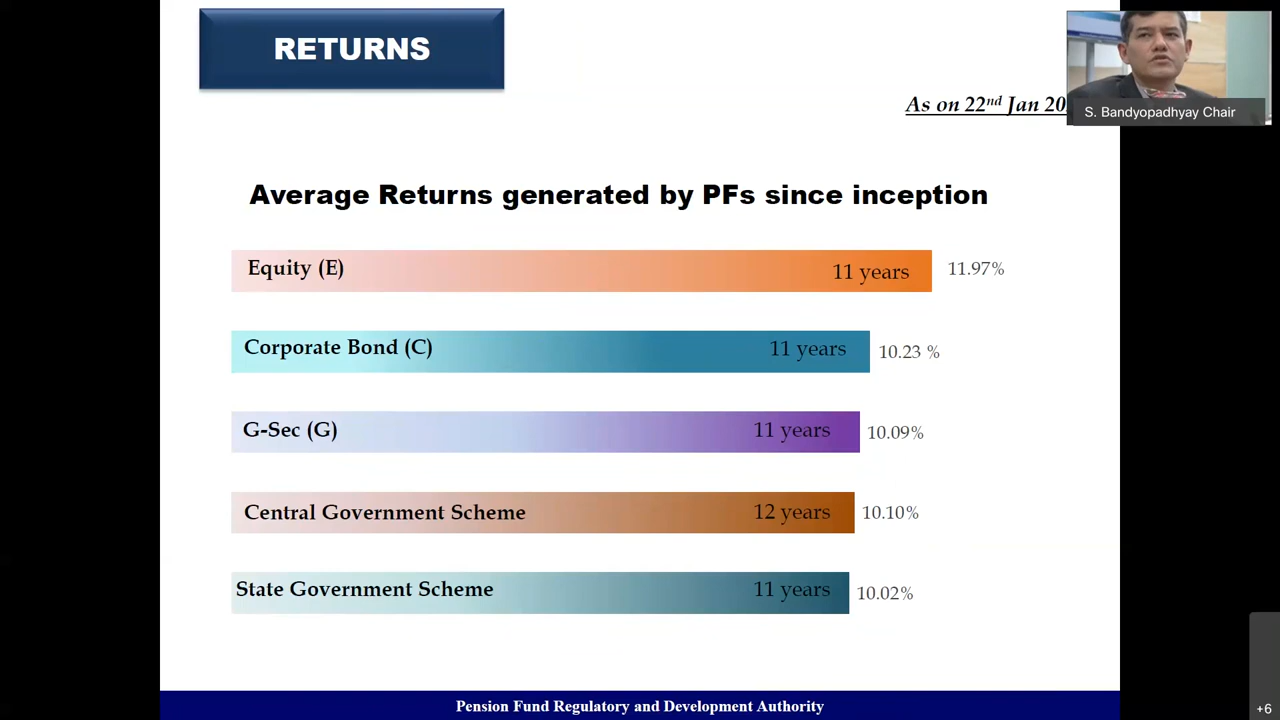 RETURNS
As on 22nd Jan
S. Bandyopadhyay Chair
Average Returns generated by PFs since inception
Equity (E) 11 years 11.97%
Corporate Bond (C) 11 years 10.23 %
G-Sec (G) 11 years 10.09%
Central Government Scheme 12 years 10.10%
State Government Scheme 11 years 10.02%
Pension Fund Regulatory and Development Authority
+6